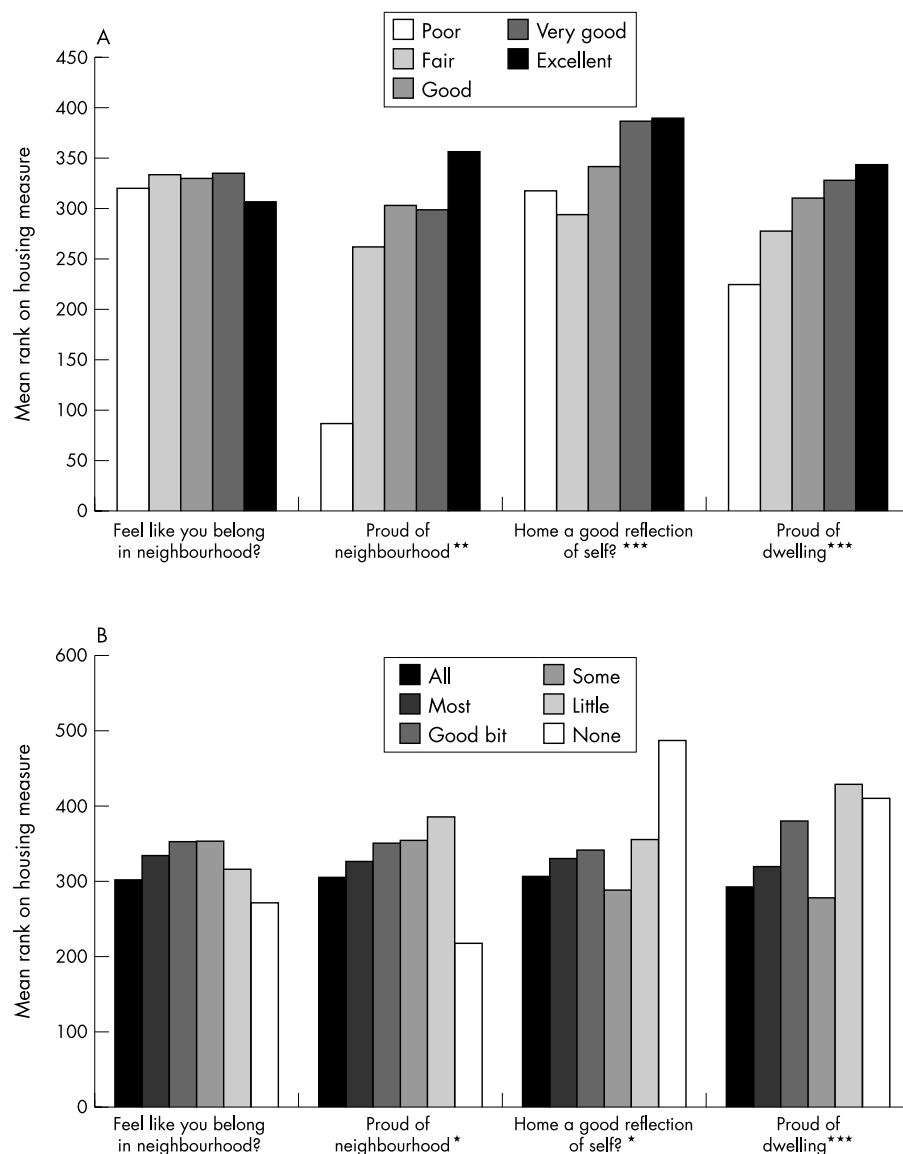 A
Poor
Fair
Good
Very good
Excellent
Mean rank on housing measure
450
400
350
300
250
200
150
100
50
0
Feel like you belong
in neighbourhood?
Proud of
neighbourhood ★★
Home a good reflection
of self? ★★★
Proud of
dwelling ★★★
B
All
Most
Good bit
Some
Little
None
Mean rank on housing measure
600
500
400
300
200
100
0
Feel like you belong
in neighbourhood?
Proud of
neighbourhood ★
Home a good reflection
of self? ★
Proud of
dwelling ★★★